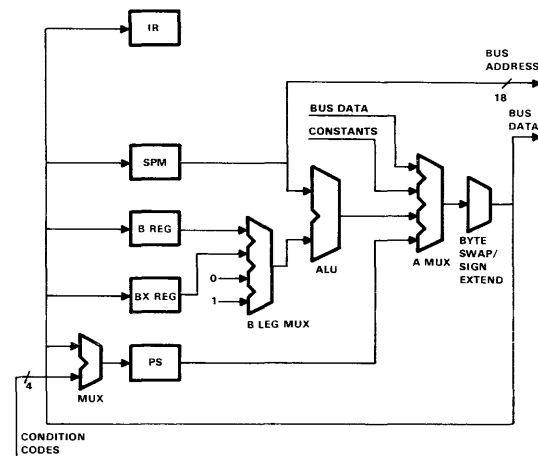 IR
BUS
ADDRESS
18
BUS
DATA
BUS DATA
CONSTANTS
SPM
B REG
ALU
A MUX
BYTE
SWAP/
SIGN
EXTEND
BX REG
0
1
B LEG MUX
PS
4
MUX
CONDITION
CODES